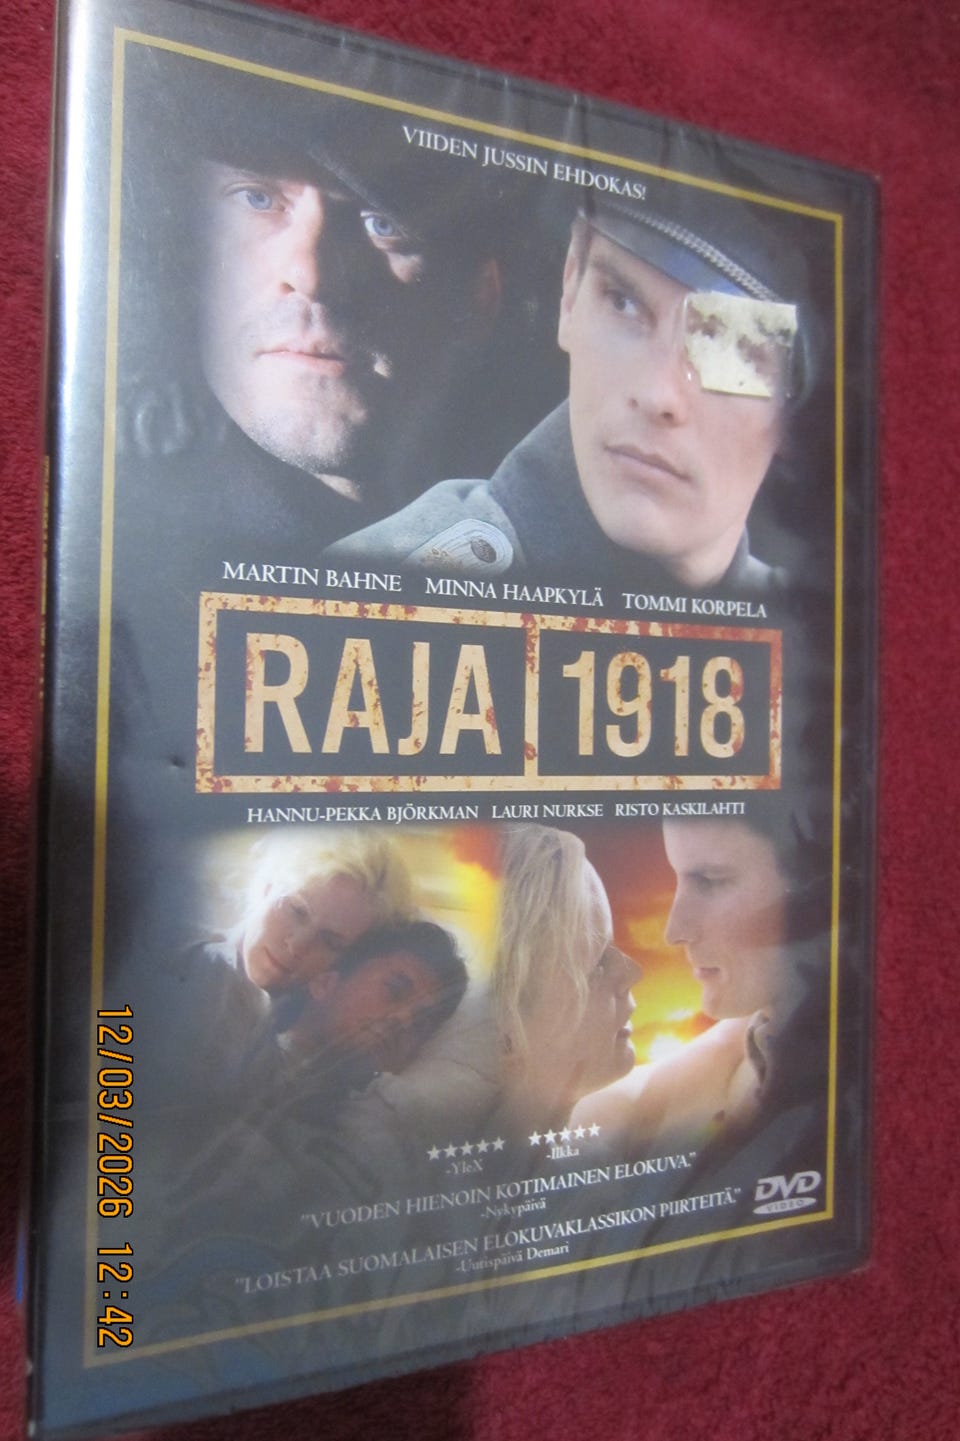 VIIDEN JUSSIN EHDOKAS!
MARTIN BAHNE MINNA HAAPKYLÄ TOMMI KORPELA
RAJA 1918
HANNU-PEKKA BJÖRKMAN LAURI NURKSE RISTO KASKILAHTI
★★★★★ ★★★★★
-YleX -Ilkka
"VUODEN HIENOIN KOTIMAINEN ELOKUVA."
-Nykypäivä
"LOISTAA SUOMALAISEN ELOKUVAKLASSIKON PIIRTEITÄ."
-Uutispäivä Demari
DVD
VIDEO
12/03/2026 12:42